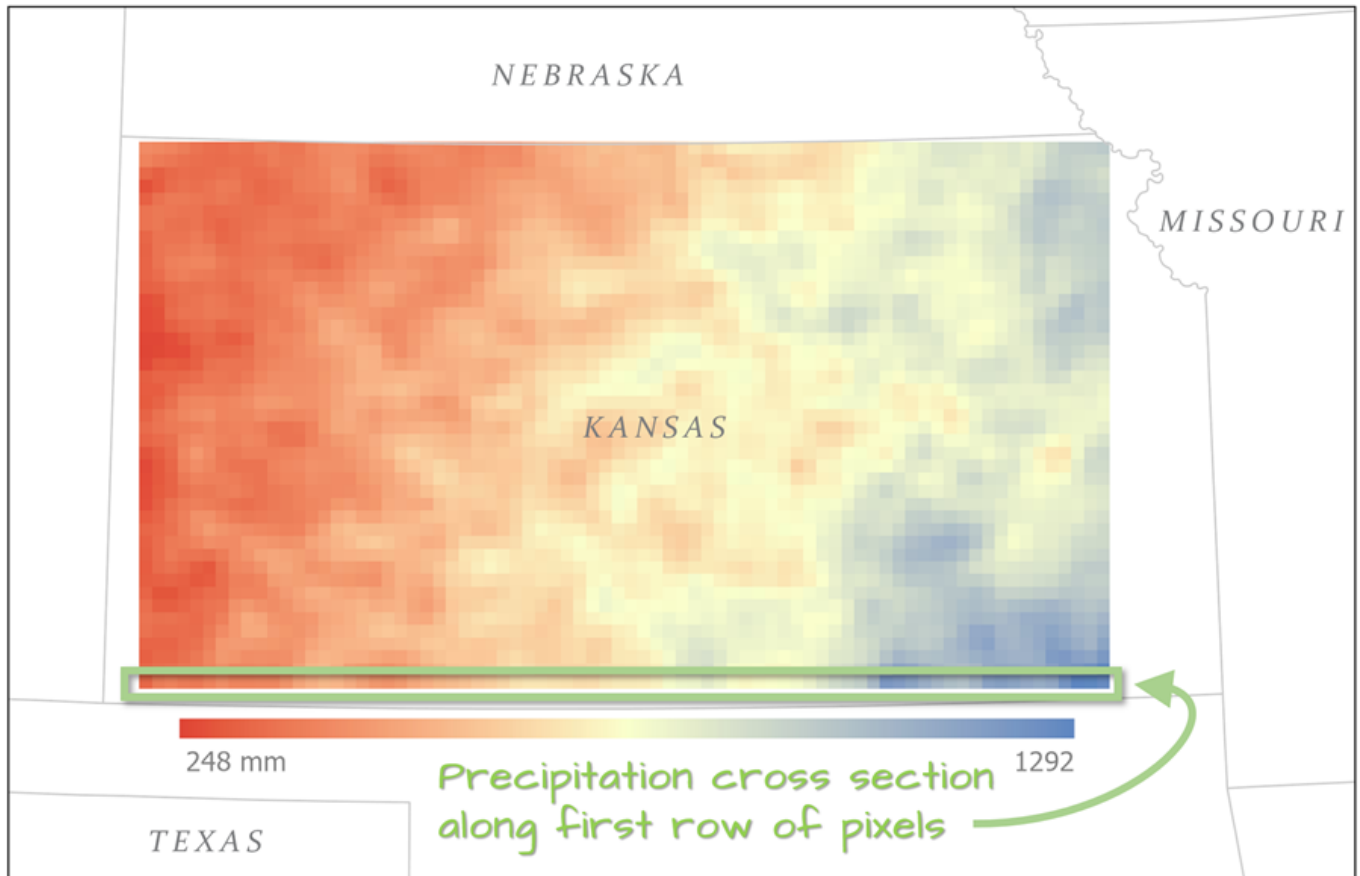 NEBRASKA
MISSOURI
KANSAS
248 mm
1292
Precipitation cross section
along first row of pixels
TEXAS